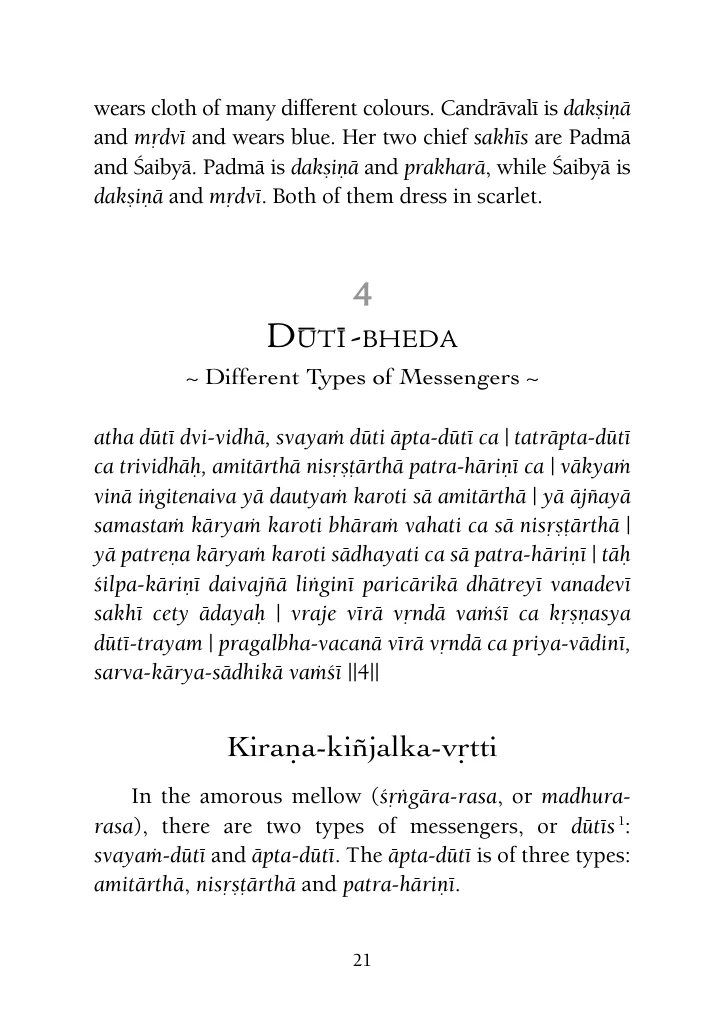 wears cloth of many different colours. Candrāvalī is dakṣiṇā
and mṛdvī and wears blue. Her two chief sakhīs are Padmā
and Śaibyā. Padmā is dakṣiṇā and prakharā, while Śaibyā is
dakṣiṇā and mṛdvī. Both of them dress in scarlet.
4
Dūtī-bheda
~ Different Types of Messengers ~
atha dūtī dvi-vidhā, svayaṁ dūti āpta-dūtī ca | tatrāpta-dūtī
ca trividhāḥ, amitārthā nisṛṣṭārthā patra-hāriṇī ca | vākyaṁ
vinā iṅgitenaiva yā dautyaṁ karoti sā amitārthā | yā ājñayā
samastaṁ kāryaṁ karoti bhāraṁ vahati ca sā nisṛṣṭārthā |
yā patreṇa kāryaṁ karoti sādhayati ca sā patra-hāriṇī | tāḥ
śilpa-kāriṇī daivajñā liṅginī paricārikā dhātreyī vanadevī
sakhī cety ādayaḥ | vraje vīrā vṛndā vaṁśī ca kṛṣṇasya
dūtī-trayam | pragalbha-vacanā vīrā vṛndā ca priya-vādinī,
sarva-kārya-sādhikā vaṁśī ||4||
Kiraṇa-kiñjalka-vṛtti
In the amorous mellow (śṛṅgāra-rasa, or madhura-
rasa), there are two types of messengers, or dūtīs 1:
svayaṁ-dūtī and āpta-dūtī. The āpta-dūtī is of three types:
amitārthā, nisṛṣṭārthā and patra-hāriṇī.
21